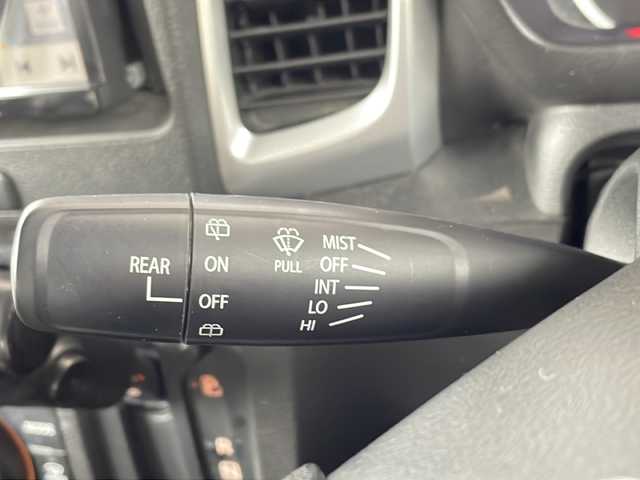 MIST
REAR
ON
PULL
OFF
OFF
INT
LO
HI